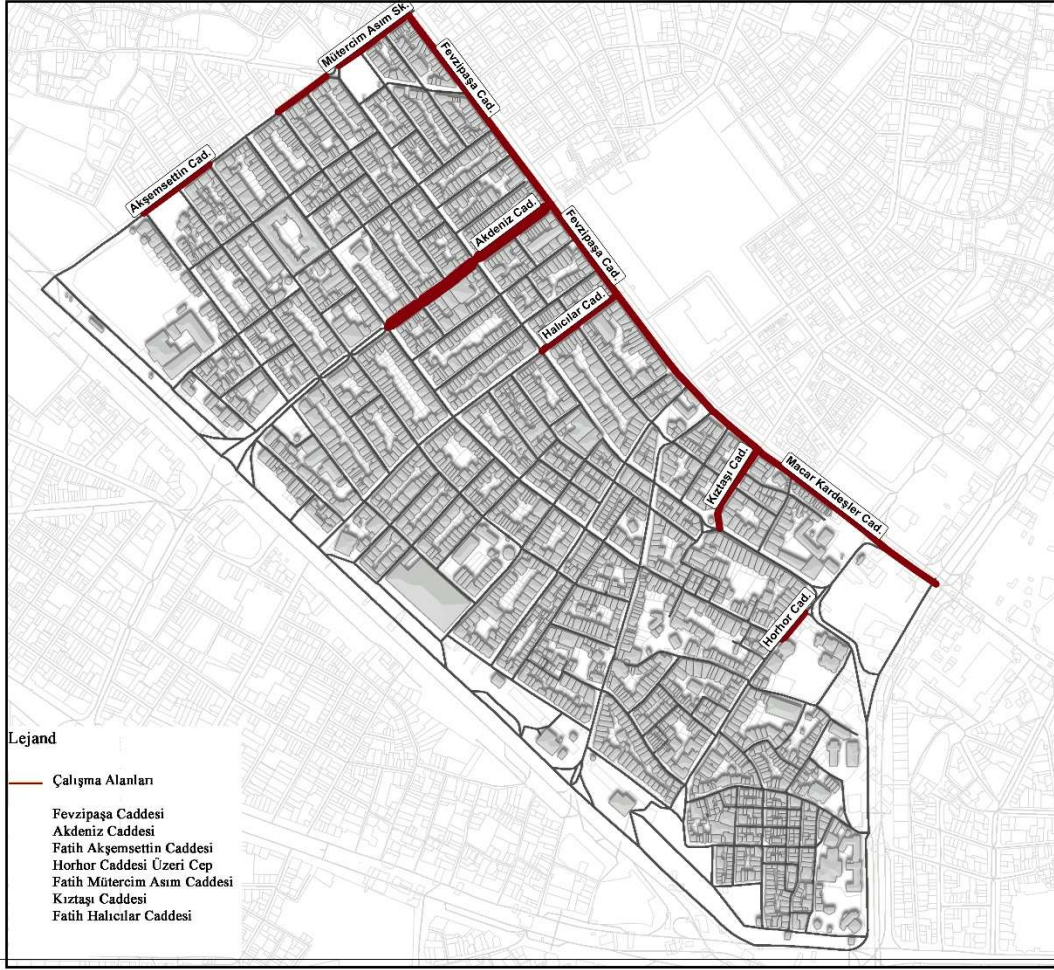 Mütercim Asım Sk.
Fevzipaşa Cad.
Akşemsettin Cad.
Akdeniz Cad.
Fevzipaşa Cad.
Halıcılar Cad.
Kıztaşı Cad.
Macar Kardeşler Cad.
Horhor Cad.
Lejand
Çalışma Alanları
Fevzipaşa Caddesi
Akdeniz Caddesi
Fatih Akşemsettin Caddesi
Horhor Caddesi Üzeri Cep
Fatih Mütercim Asım Caddesi
Kıztaşı Caddesi
Fatih Halıcılar Caddesi